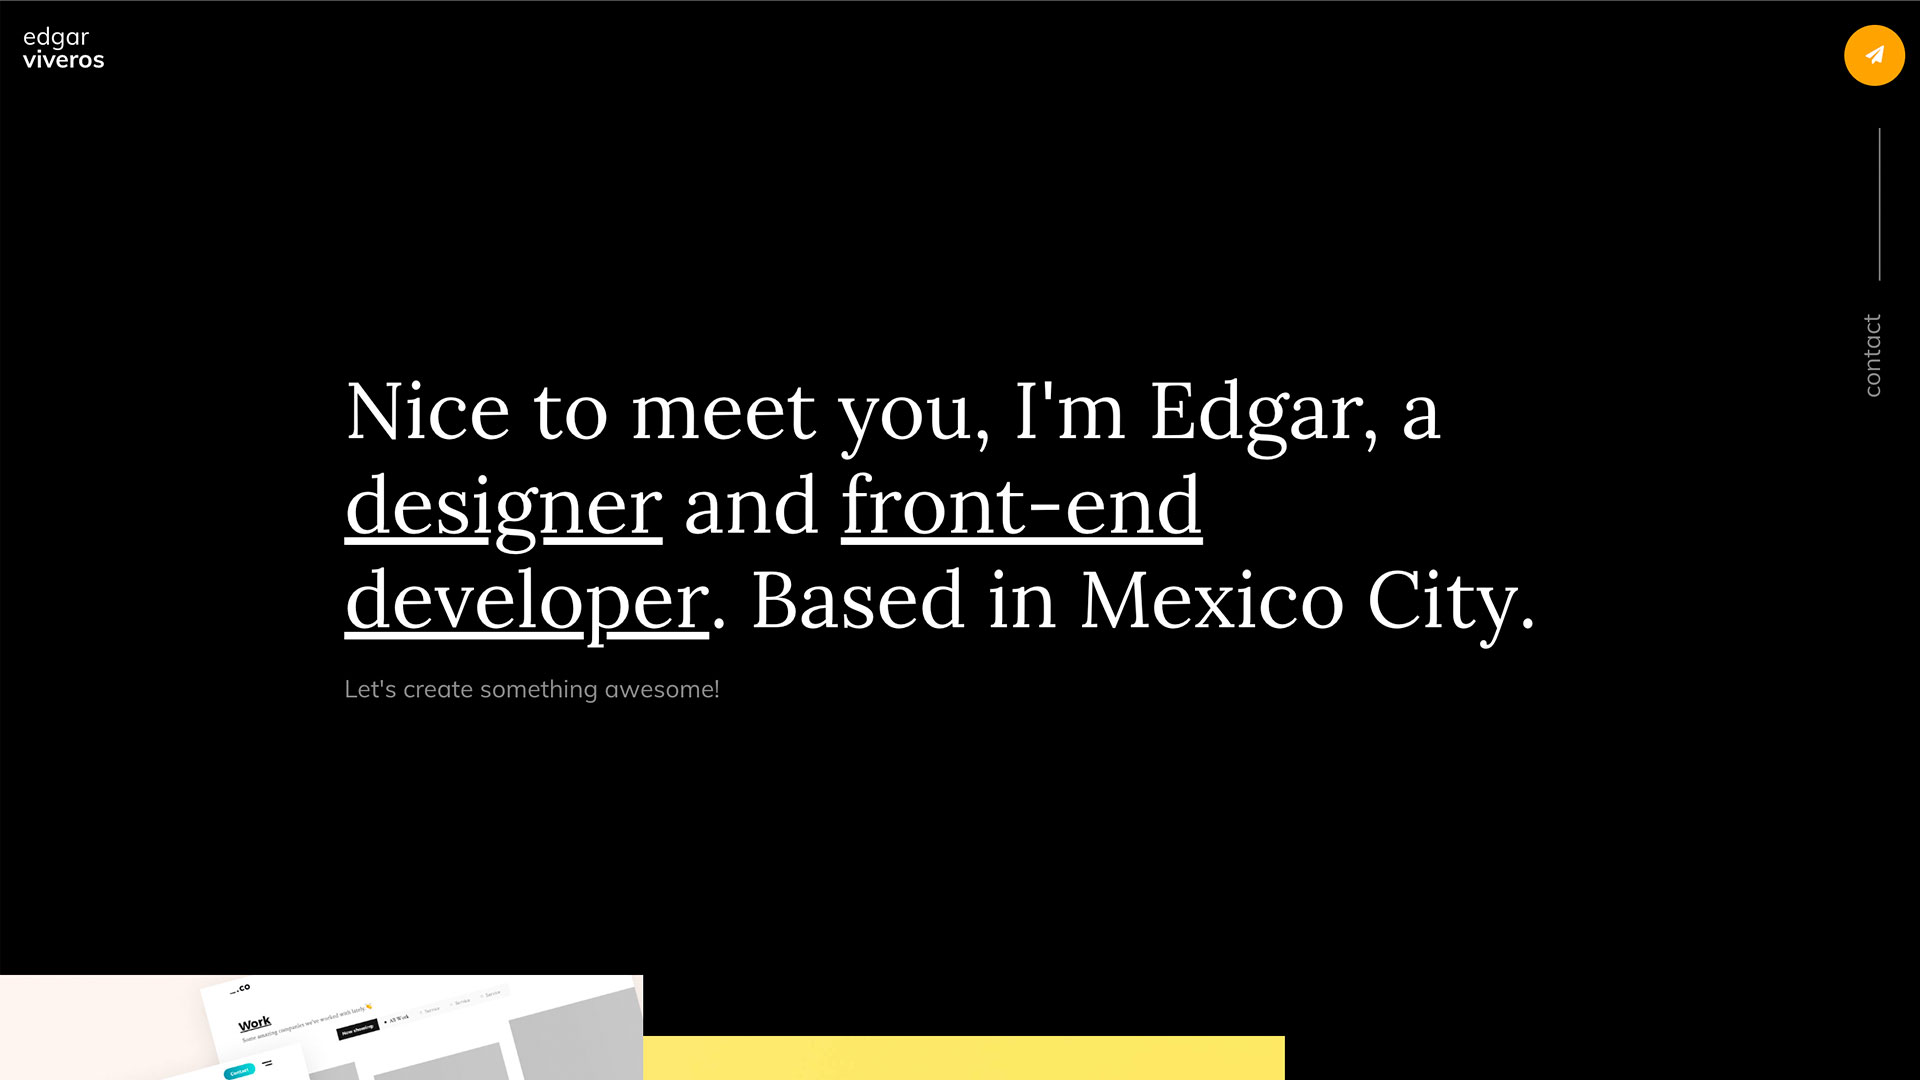 edgar
viveros
contact
Nice to meet you, I'm Edgar, a
designer and front-end
developer. Based in Mexico City.
Let's create something awesome!
Work
Some amazing companies we've worked with lately.
Now showing
All Work
Service
Service
Service
Contact